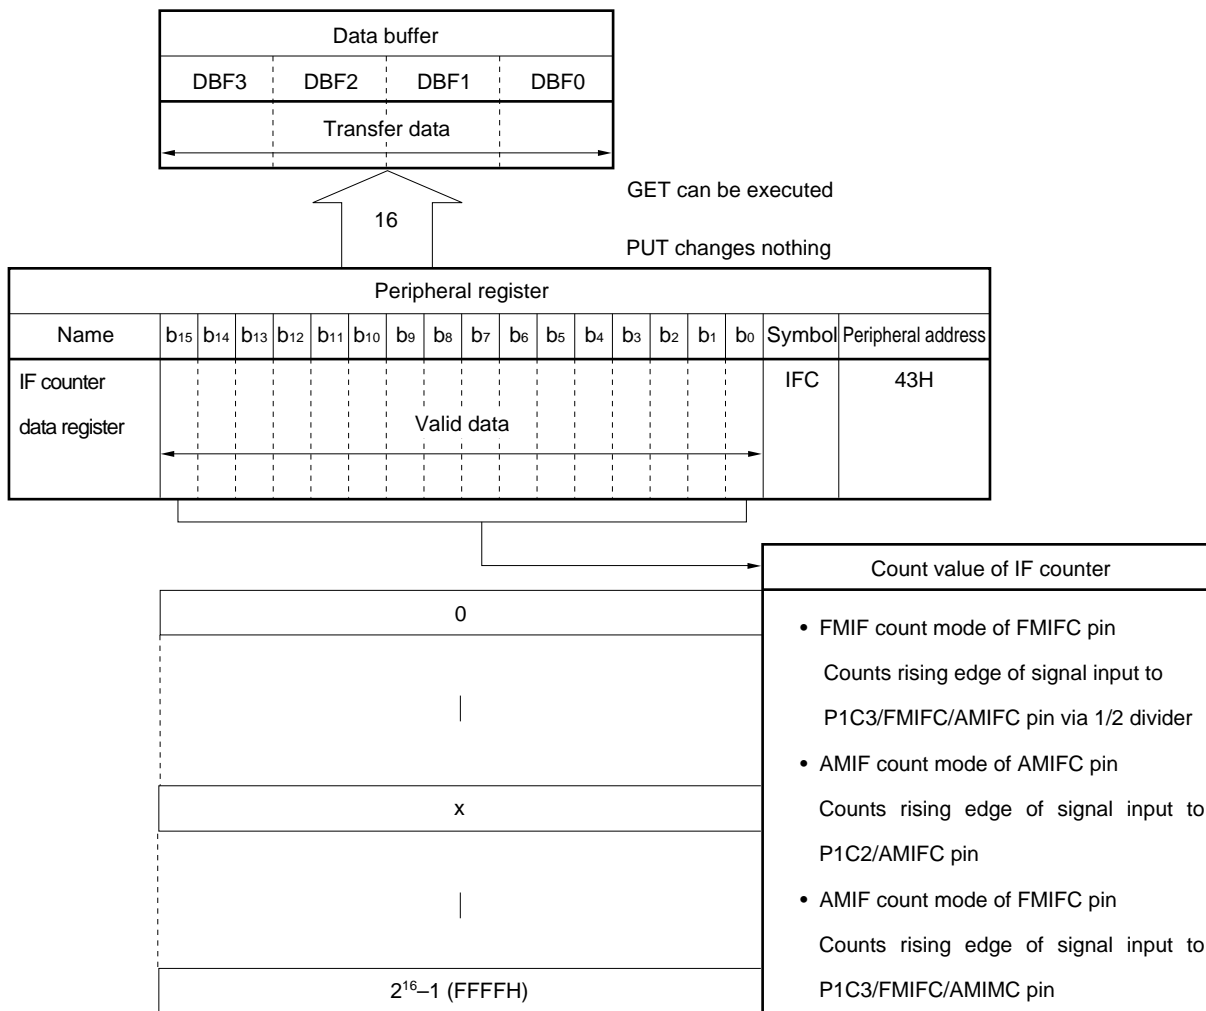 Data buffer
DBF3 DBF2 DBF1 DBF0
Transfer data
16
GET can be executed
PUT changes nothing
Peripheral register
Name b15 b14 b13 b12 b11 b10 b9 b8 b7 b6 b5 b4 b3 b2 b1 b0 Symbol Peripheral address
IF counter
data register
Valid data
IFC
43H
0
x
2^16–1 (FFFFH)
Count value of IF counter
• FMIF count mode of FMIFC pin
Counts rising edge of signal input to
P1C3/FMIFC/AMIFC pin via 1/2 divider
• AMIF count mode of AMIFC pin
Counts rising edge of signal input to
P1C2/AMIFC pin
• AMIF count mode of FMIFC pin
Counts rising edge of signal input to
P1C3/FMIFC/AMIMC pin